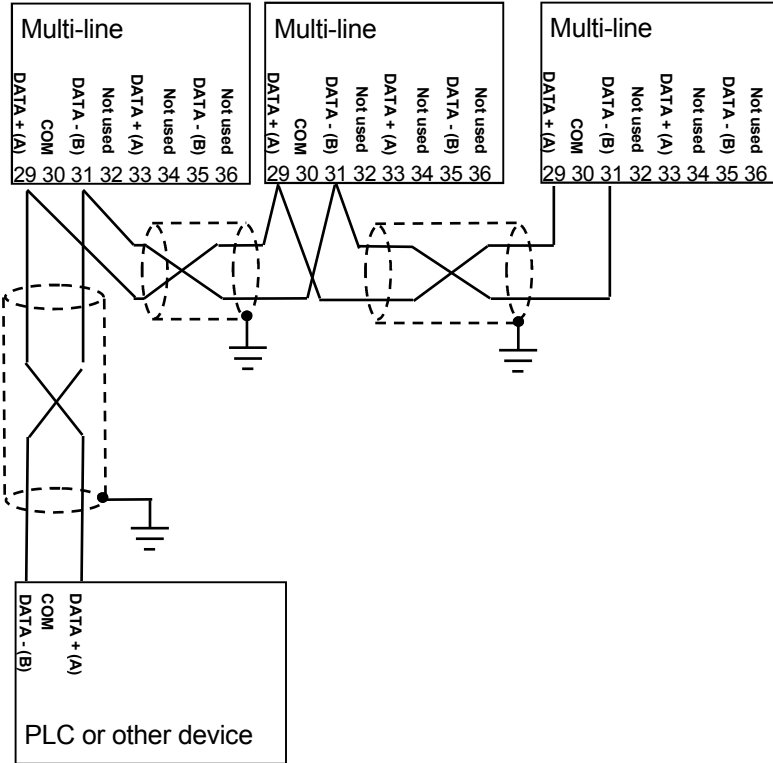 Multi-line
DATA + (A)
COM
DATA - (B)
Not used
DATA + (A)
Not used
DATA - (B)
Not used
29 30 31 32 33 34 35 36
Multi-line
DATA + (A)
COM
DATA - (B)
Not used
DATA + (A)
Not used
DATA - (B)
Not used
29 30 31 32 33 34 35 36
Multi-line
DATA + (A)
COM
DATA - (B)
Not used
DATA + (A)
Not used
DATA - (B)
Not used
29 30 31 32 33 34 35 36
DATA - (B)
COM
DATA + (A)
PLC or other device